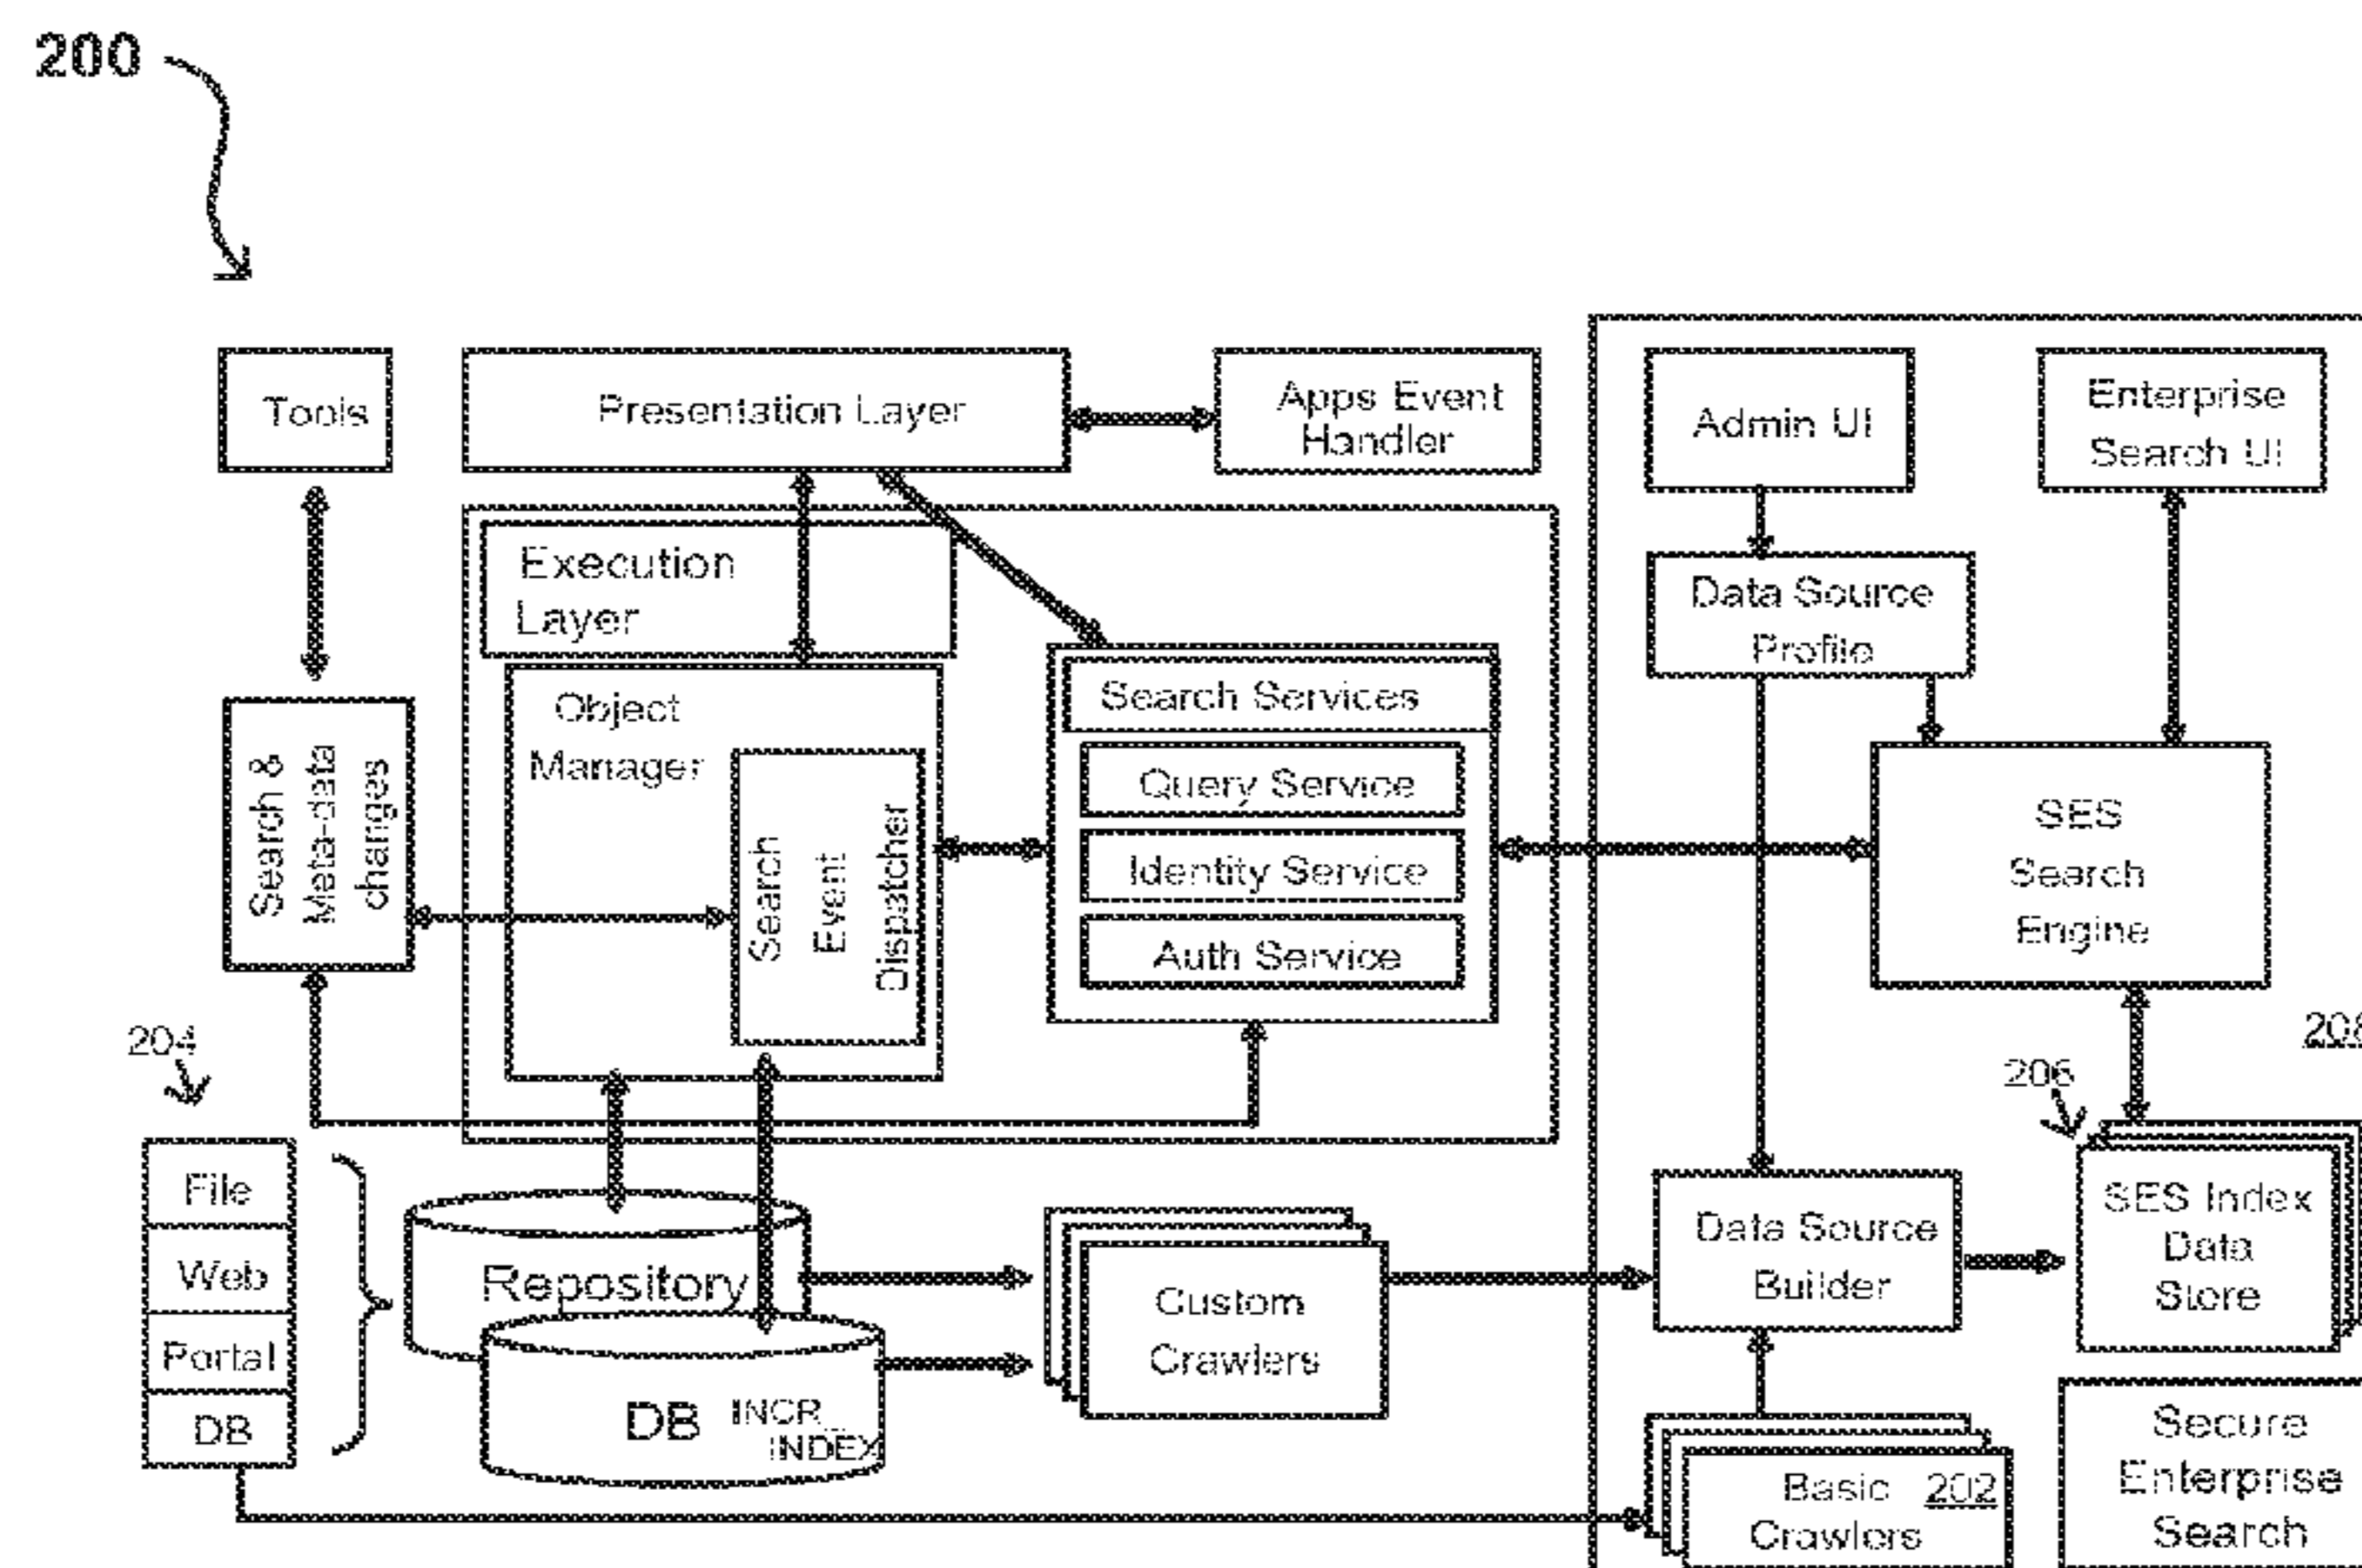 200
Tools
Presentation Layer
Apps Event
Handler
Admin UI
Enterprise
Search UI
Execution
Layer
Data Source
Profile
Object
Manager
Search
Event
Dispatcher
Search &
Meta-data
changes
Search Services
Query Service
Identity Service
Auth Service
SES
Search
Engine
204
206
208
File
Web
Portal
DB
Repository
DB
INCR_
INDEX
Custom
Crawlers
Data Source
Builder
SES Index
Data
Store
Basic 202
Crawlers
Secure
Enterprise
Search